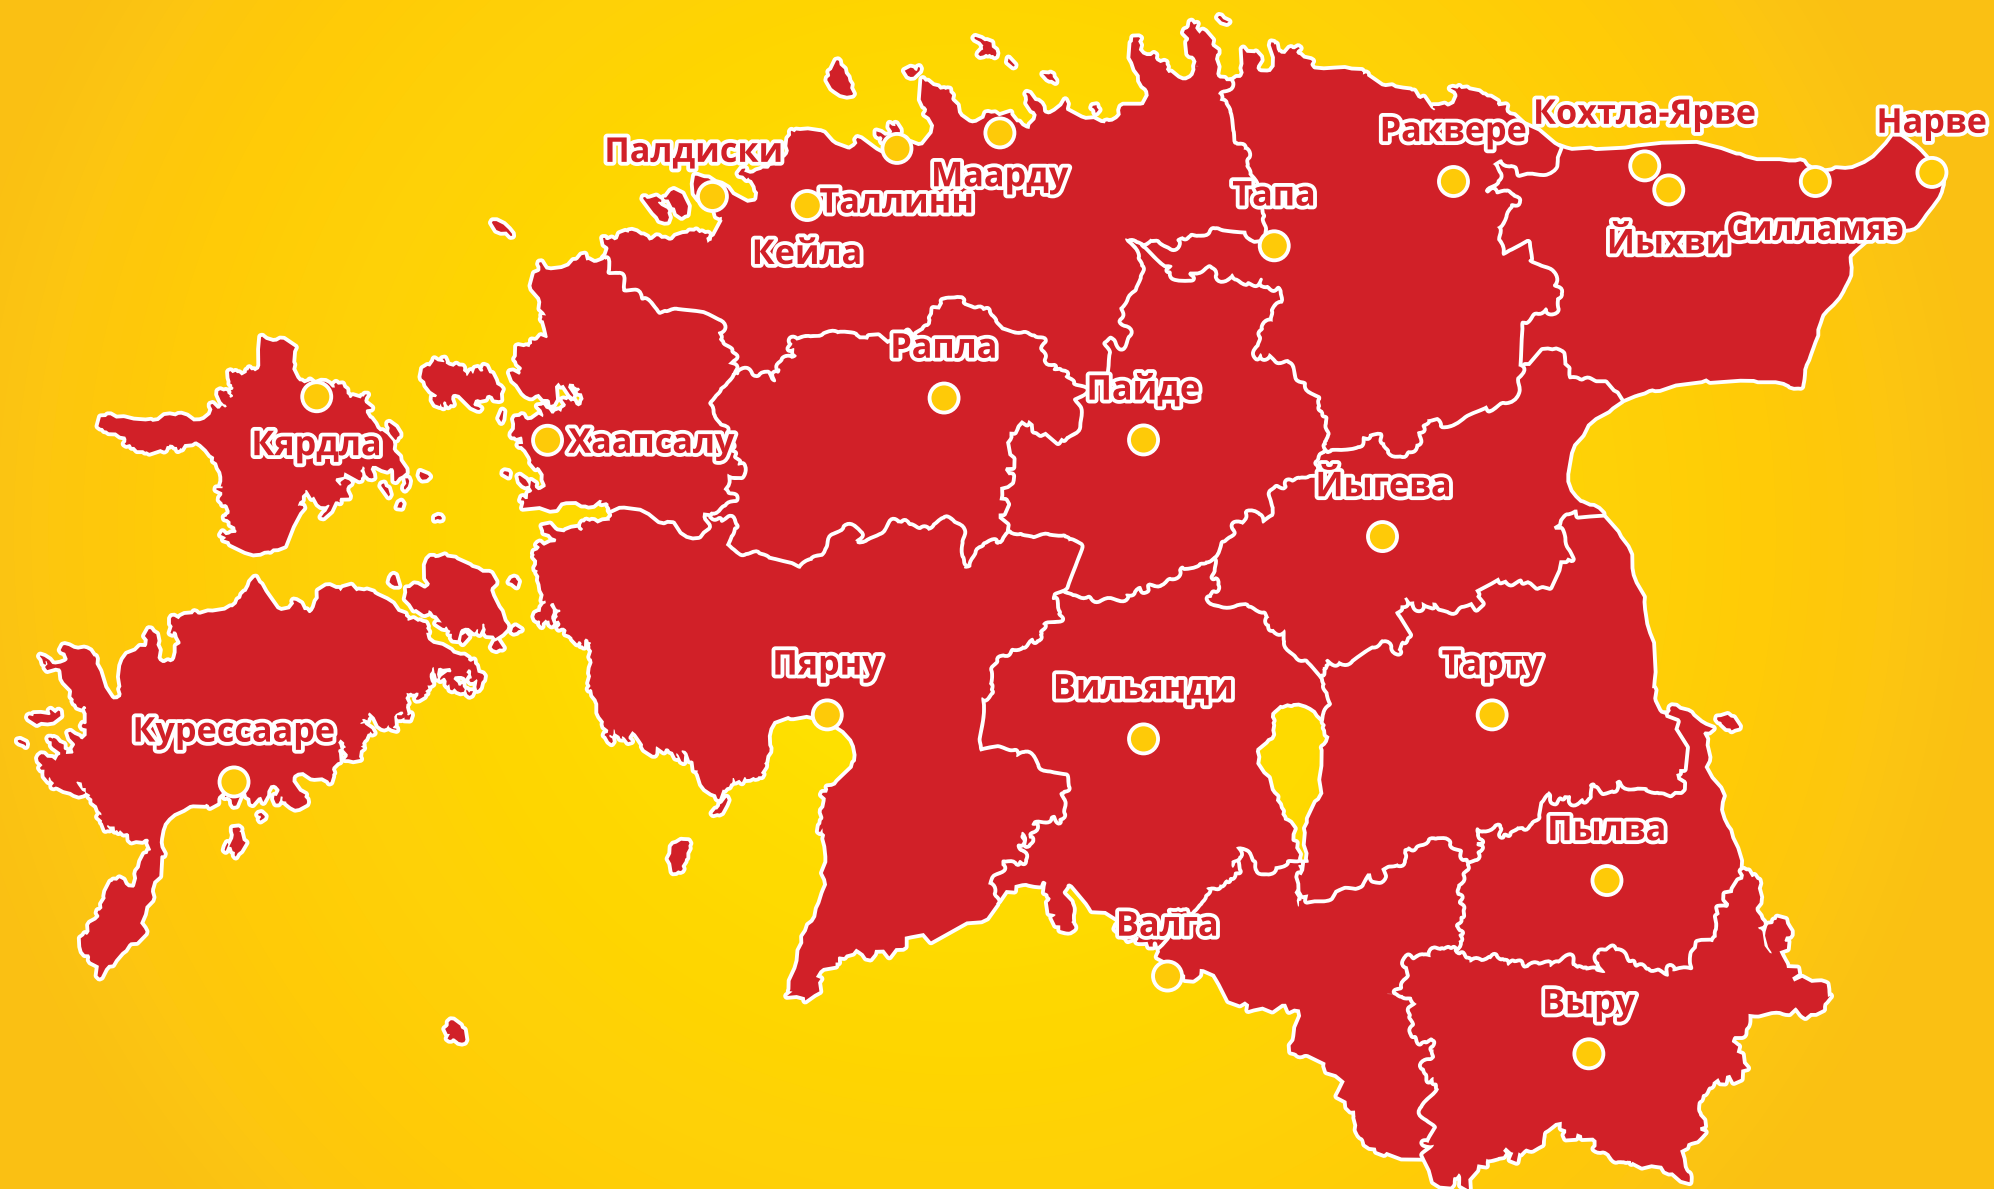 Кохтла-Ярве
Нарве
Раквере
Палдиски
Маарду
Тапа
Таллинн
Силламяэ
Йыхви
Кейла
Рапла
Пайде
Кярдла
Хаапсалу
Йыгева
Пярну
Тарту
Вильянди
Курессааре
Пылва
Валга
Выру